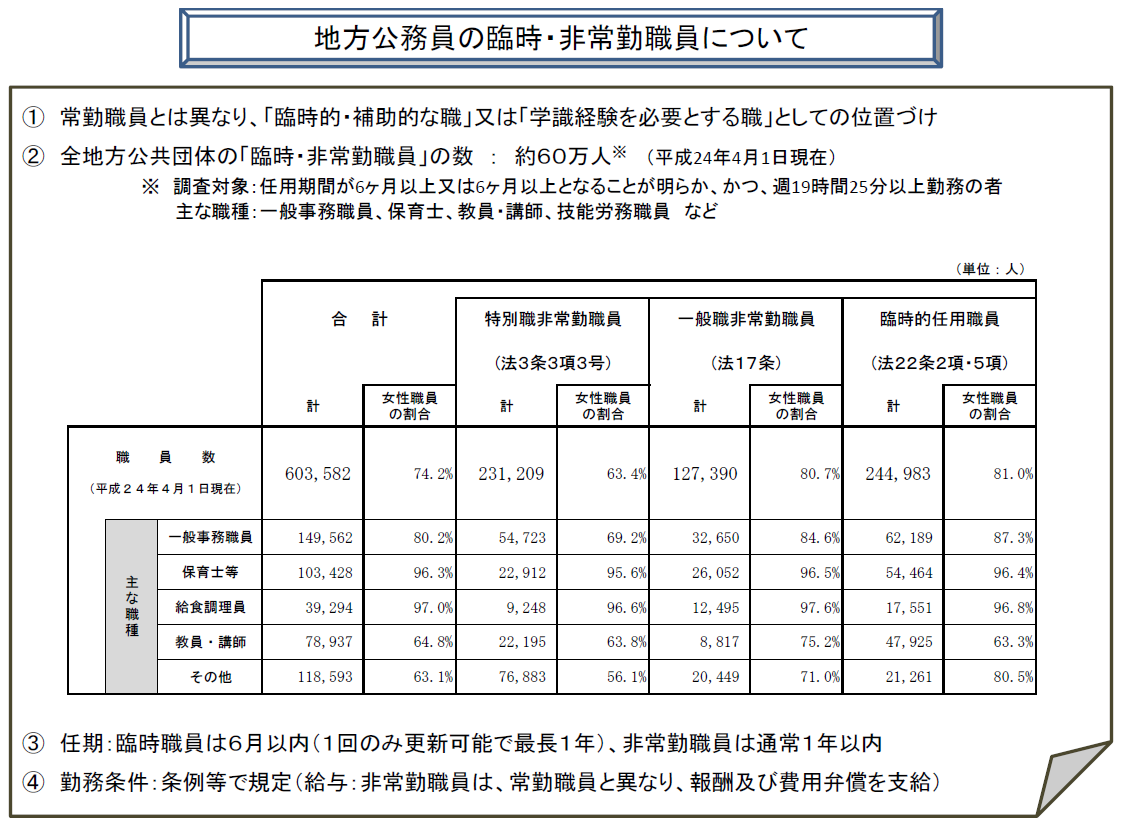 地方公務員の臨時・非常勤職員について
① 常勤職員とは異なり、「臨時的・補助的な職」又は「学識経験を必要とする職」としての位置づけ
② 全地方公共団体の「臨時・非常勤職員」の数 : 約60万人※ (平成24年4月1日現在)
※ 調査対象:任用期間が6ヶ月以上又は6ヶ月以上となることが明らか、かつ、週19時間25分以上勤務の者
主な職種:一般事務職員、保育士、教員・講師、技能労務職員 など
(単位:人)
合 計 特別職非常勤職員 一般職非常勤職員 臨時的任用職員
(法3条3項3号) (法17条) (法22条2項・5項)
計 女性職員の割合 計 女性職員の割合 計 女性職員の割合 計 女性職員の割合
職 員 数
(平成24年4月1日現在)
603,582 74.2% 231,209 63.4% 127,390 80.7% 244,983 81.0%
主な職種
一般事務職員 149,562 80.2% 54,723 69.2% 32,650 84.6% 62,189 87.3%
保育士等 103,428 96.3% 22,912 95.6% 26,052 96.5% 54,464 96.4%
給食調理員 39,294 97.0% 9,248 96.6% 12,495 97.6% 17,551 96.8%
教員・講師 78,937 64.8% 22,195 63.8% 8,817 75.2% 47,925 63.3%
その他 118,593 63.1% 76,883 56.1% 20,449 71.0% 21,261 80.5%
③ 任期:臨時職員は6月以内(1回のみ更新可能で最長1年)、非常勤職員は通常1年以内
④ 勤務条件:条例等で規定(給与:非常勤職員は、常勤職員と異なり、報酬及び費用弁償を支給)